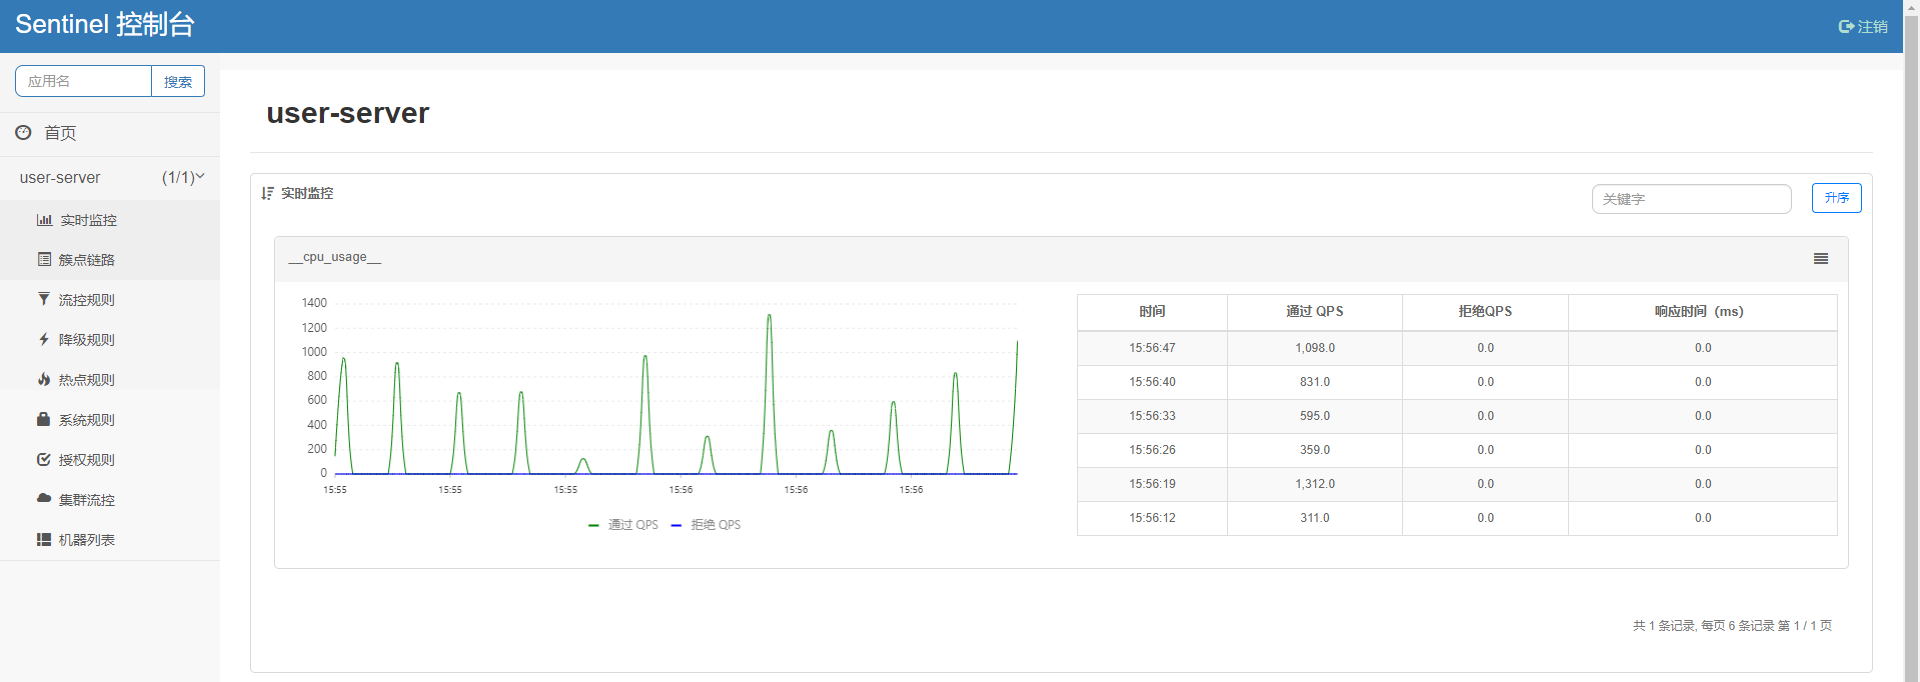 Sentinel 控制台
注销
应用名
搜索
首页
user-server (1/1)
实时监控
簇点链路
流控规则
降级规则
热点规则
系统规则
授权规则
集群流控
机器列表
user-server
实时监控
关键字
升序
__cpu_usage__
1400
1200
1000
800
600
400
200
0
15:55 15:55 15:55 15:56 15:56 15:56
通过 QPS 拒绝 QPS
时间 通过 QPS 拒绝QPS 响应时间（ms）
15:56:47 1,098.0 0.0 0.0
15:56:40 831.0 0.0 0.0
15:56:33 595.0 0.0 0.0
15:56:26 359.0 0.0 0.0
15:56:19 1,312.0 0.0 0.0
15:56:12 311.0 0.0 0.0
共 1 条记录, 每页 6 条记录 第 1 / 1 页